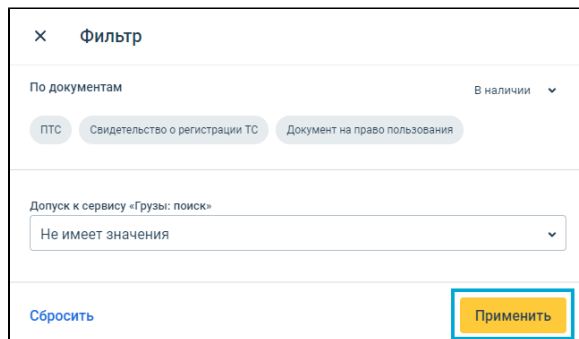 Фильтр
По документам
В наличии
ПТС Свидетельство о регистрации ТС Документ на право пользования
Допуск к сервису «Грузы: поиск»
Не имеет значения
Сбросить
Применить